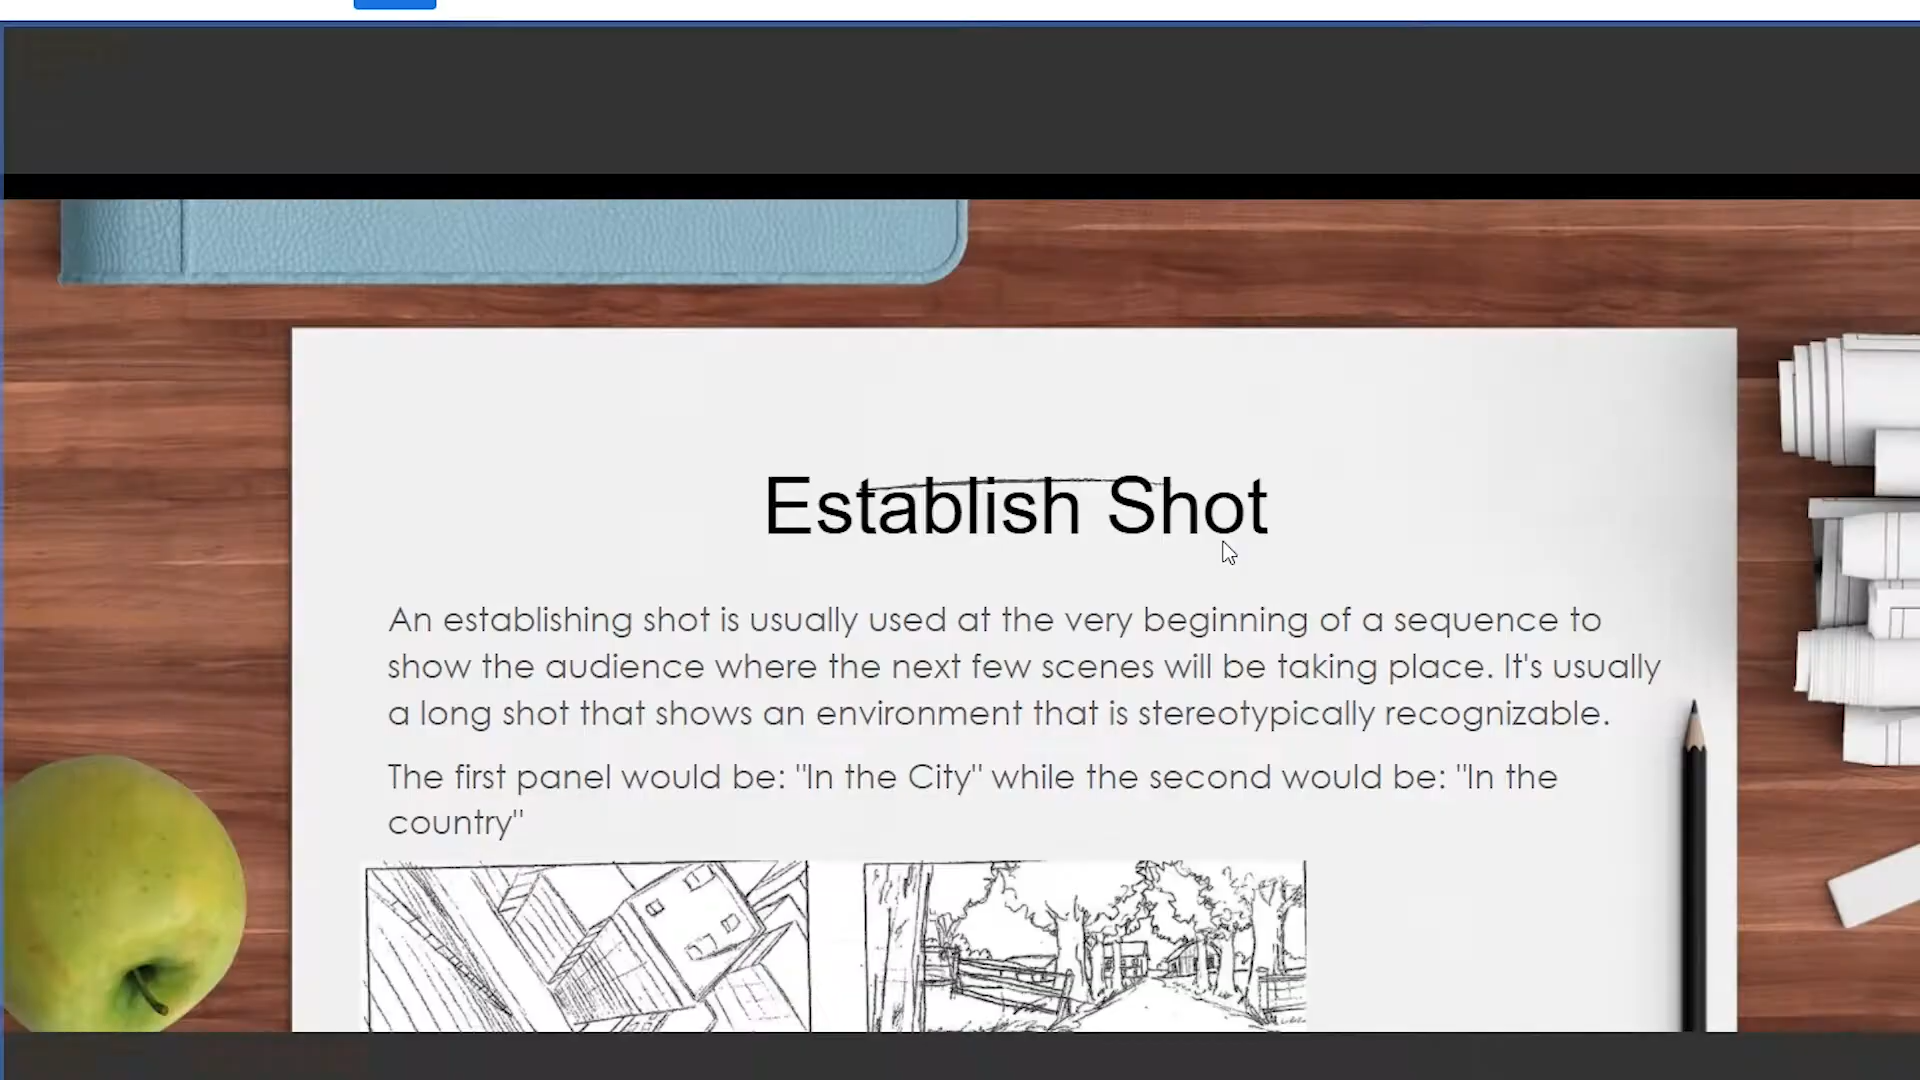 Establish Shot
An establishing shot is usually used at the very beginning of a sequence to
show the audience where the next few scenes will be taking place. It's usually
a long shot that shows an environment that is stereotypically recognizable.
The first panel would be: "In the City" while the second would be: "In the
country"